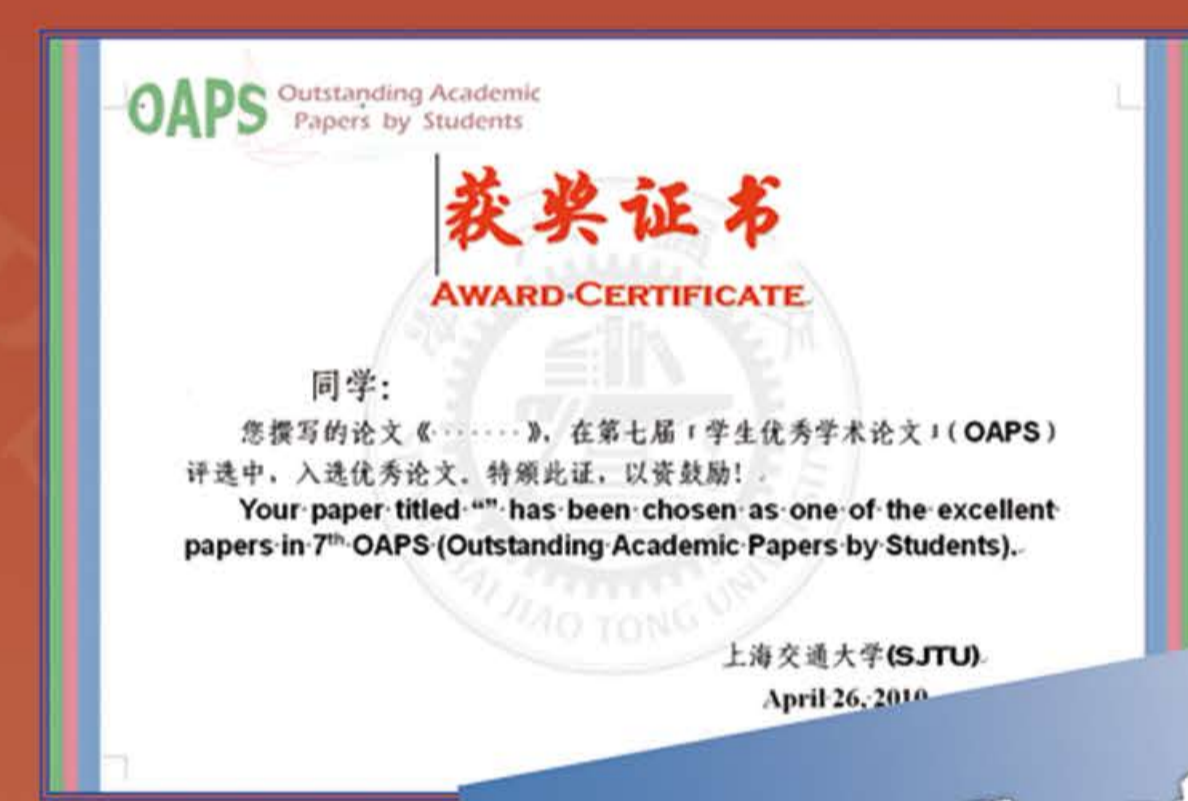 OAPS Outstanding Academic
Papers by Students
获奖证书
AWARD CERTIFICATE
同学:
您撰写的论文《·······》, 在第七届「学生优秀学术论文」(OAPS)
评选中, 入选优秀论文。特颁此证, 以资鼓励!
Your paper titled “” has been chosen as one of the excellent
papers in 7th OAPS (Outstanding Academic Papers by Students).
JIAO TONG
上海交通大学(SJTU)
April 26, 2010